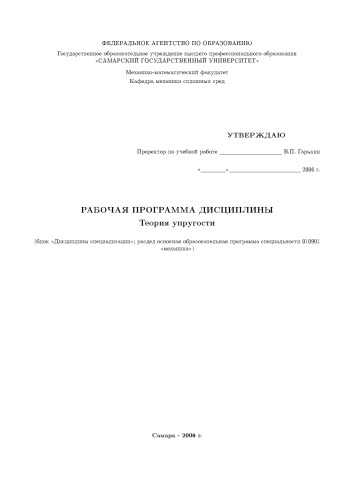 ФЕДЕРАЛЬНОЕ АГЕНТСТВО ПО ОБРАЗОВАНИЮ
Государственное образовательное учреждение высшего профессионального образования
«САМАРСКИЙ ГОСУДАРСТВЕННЫЙ УНИВЕРСИТЕТ»
Механико-математический факультет
Кафедра механики сплошных сред
УТВЕРЖДАЮ
Проректор по учебной работе ____________________ В.П. Гарькин
«________»________________________ 2006 г.
РАБОЧАЯ ПРОГРАММА ДИСЦИПЛИНЫ
Теория упругости
(блок «Дисциплины специализации»; раздел основная образовательная программа специальности 010901
«механика»)
Самара - 2006 г.